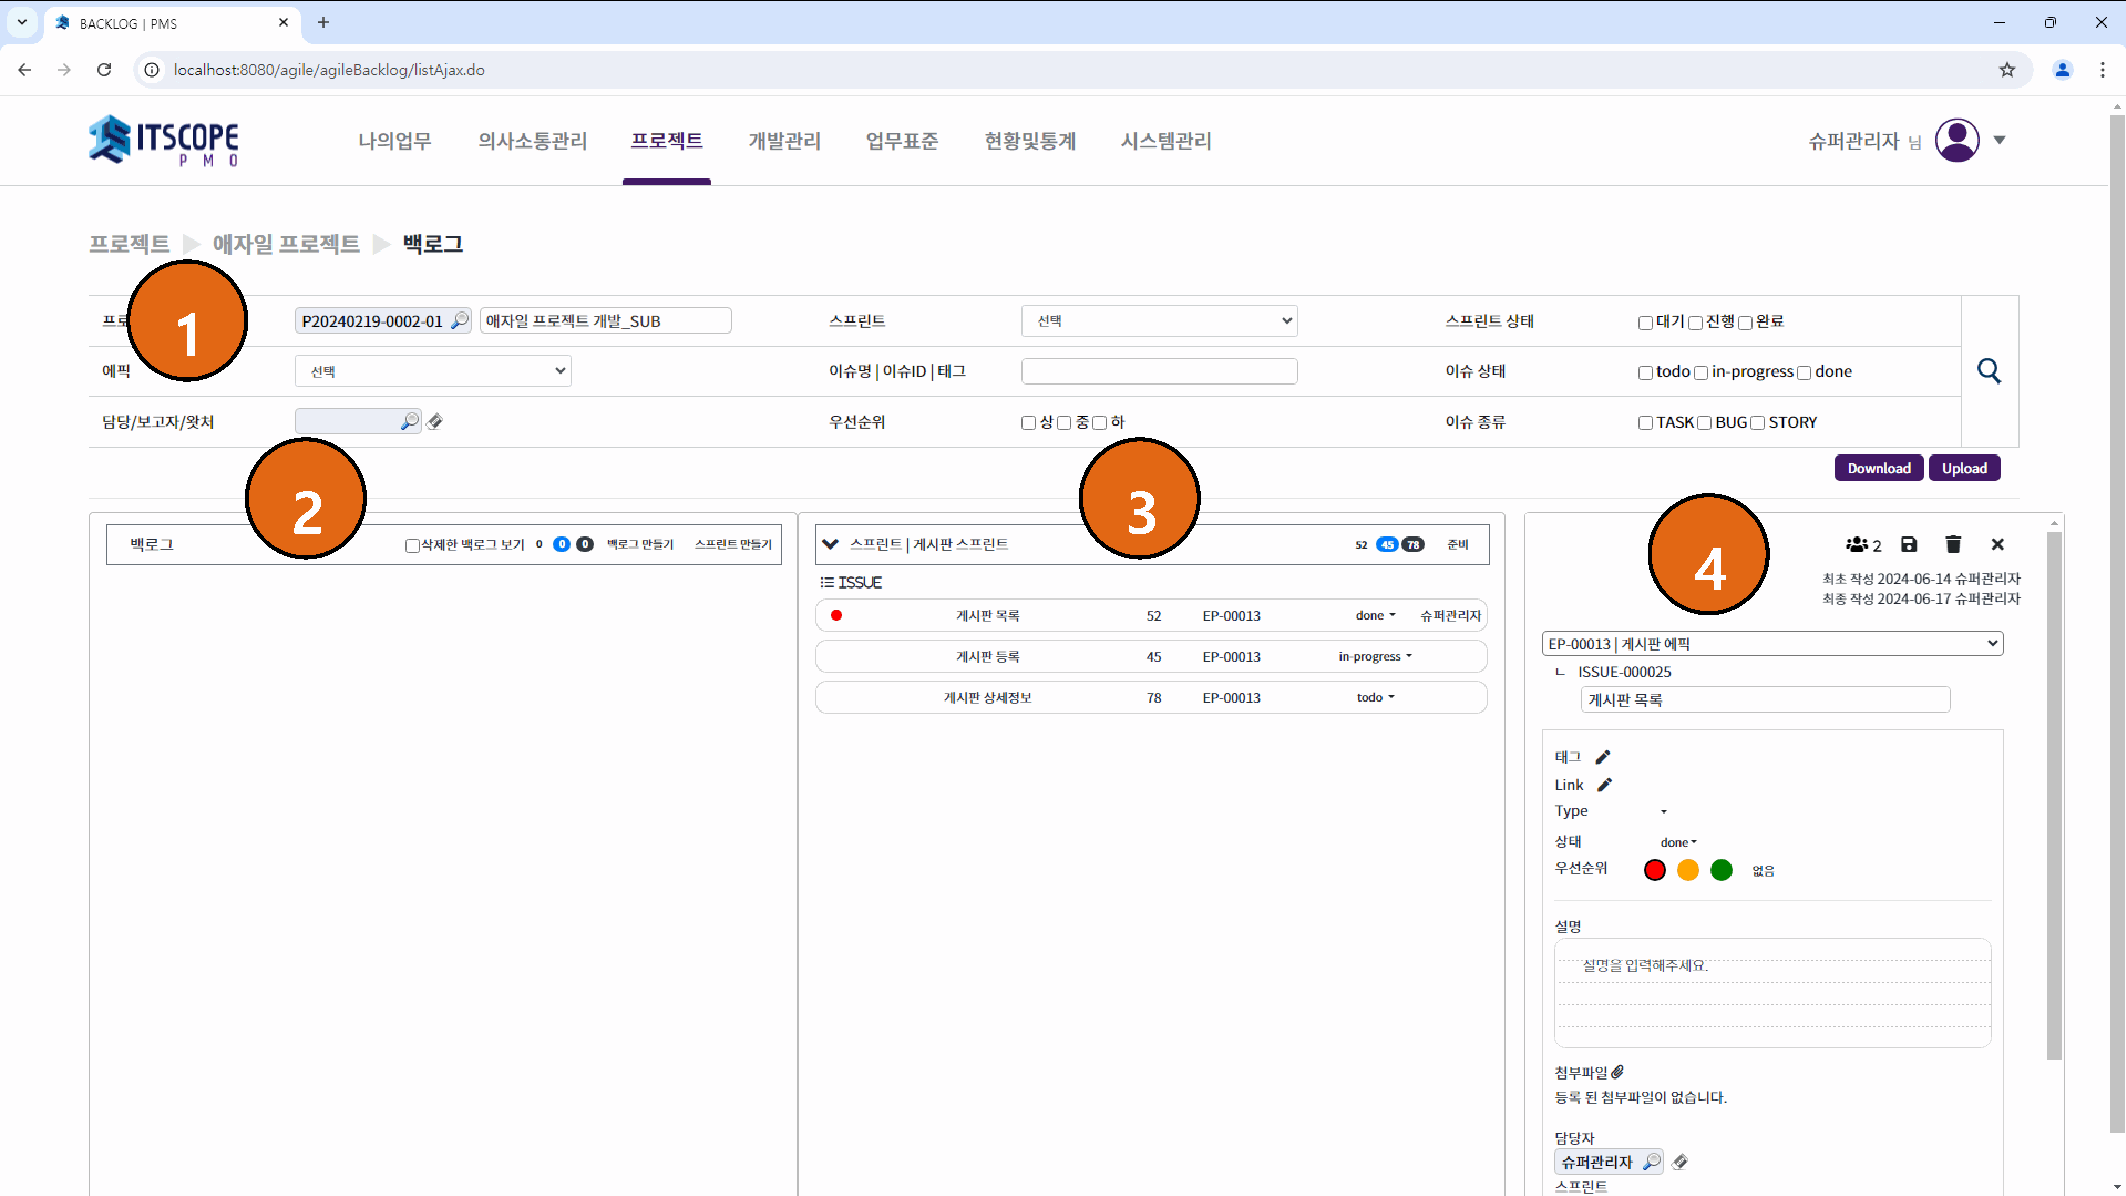 BACKLOG | PMS
localhost:8080/agile/agileBacklog/listAjax.do
ITSCOPE
PMO
나의업무 의사소통관리 프로젝트 개발관리 업무표준 현황및통계 시스템관리
슈퍼관리자 님
프로젝트 애자일 프로젝트 백로그
1
프로 P20240219-0002-01 애자일 프로젝트 개발_SUB 스프린트 선택 스프린트 상태 대기 진행 완료
에픽 선택 이슈명 | 이슈ID | 태그 이슈 상태 todo in-progress done
담당/보고자/왓처 우선순위 상 중 하 이슈 종류 TASK BUG STORY
Download Upload
2
3
4
백로그 삭제한 백로그 보기 0 0 0 백로그 만들기 스프린트 만들기
스프린트 | 게시판 스프린트 52 45 78 준비
ISSUE
게시판 목록 52 EP-00013 done 슈퍼관리자
게시판 등록 45 EP-00013 in-progress
게시판 상세정보 78 EP-00013 todo
2
최초 작성 2024-06-14 슈퍼관리자
최종 작성 2024-06-17 슈퍼관리자
EP-00013 | 게시판 에픽
ㄴ ISSUE-000025
게시판 목록
태그
Link
Type
상태 done
우선순위 없음
설명
설명을 입력해주세요.
첨부파일
등록 된 첨부파일이 없습니다.
담당자
슈퍼관리자
스프린트